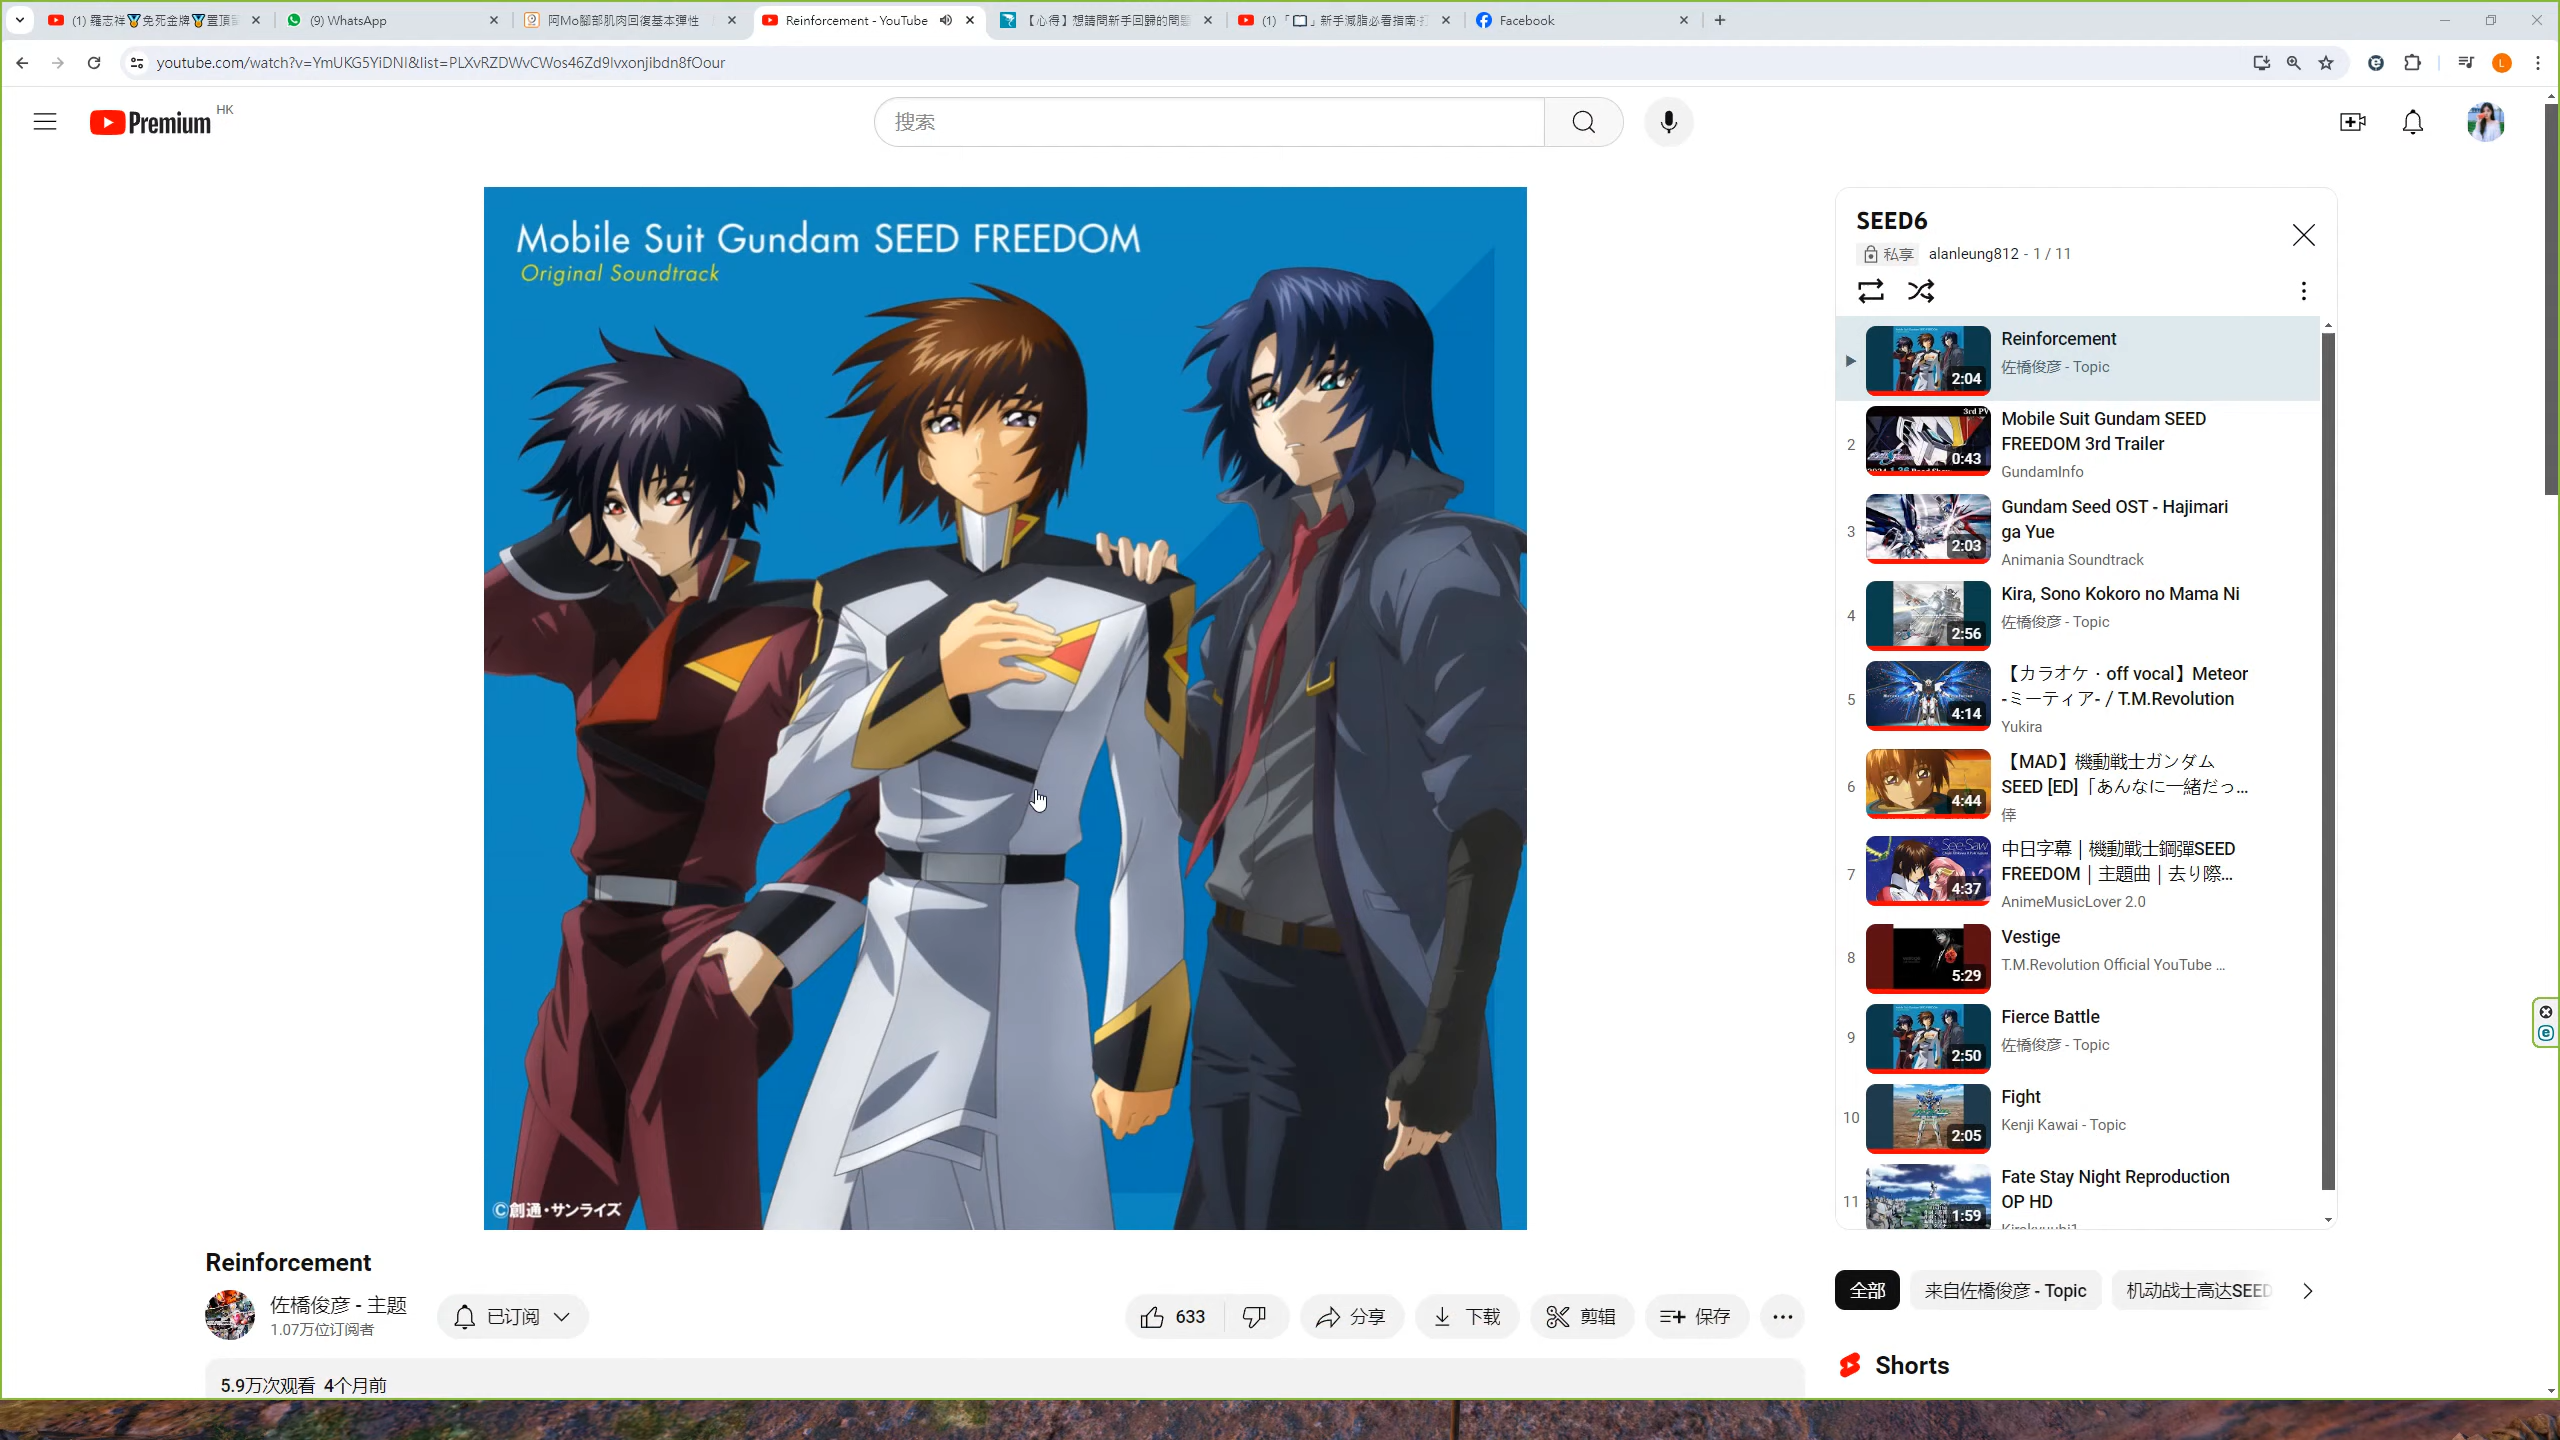 (1) 羅志祥🏅免死金牌🏅置頂
(9) WhatsApp
阿Mo腳部肌肉回復基本彈性
Reinforcement - YouTube
【心得】想請問新手回歸的問
(1) 「📖」新手減脂必看指南
Facebook
youtube.com/watch?v=YmUKG5YiDNI&list=PLXvRZDWvCWos46Zd9lvxonjibdn8fOour
L
Premium
HK
搜索
Mobile Suit Gundam SEED FREEDOM
Original Soundtrack
©創通・サンライズ
SEED6
私享
alanleung812 - 1 / 11
Reinforcement
佐橋俊彦 - Topic
2:04
2
Mobile Suit Gundam SEED
FREEDOM 3rd Trailer
GundamInfo
3rd PV
0:43
3
Gundam Seed OST - Hajimari
ga Yue
Animania Soundtrack
2:03
4
Kira, Sono Kokoro no Mama Ni
佐橋俊彦 - Topic
2:56
5
【カラオケ・off vocal】Meteor
-ミーティア- / T.M.Revolution
Yukira
4:14
6
【MAD】機動戦士ガンダム
SEED [ED]「あんなに一緒だっ...
倖
4:44
7
中日字幕｜機動戰士鋼彈SEED
FREEDOM｜主題曲｜去り際...
AnimeMusicLover 2.0
See-Saw
4:37
8
Vestige
T.M.Revolution Official YouTube ...
5:29
9
Fierce Battle
佐橋俊彦 - Topic
2:50
10
Fight
Kenji Kawai - Topic
2:05
11
Fate Stay Night Reproduction
OP HD
1:59
Reinforcement
佐橋俊彦 - 主题
1.07万位订阅者
已订阅
633
分享
下载
剪辑
保存
5.9万次观看 4个月前
全部
来自佐橋俊彦 - Topic
机动战士高达SEED
Shorts